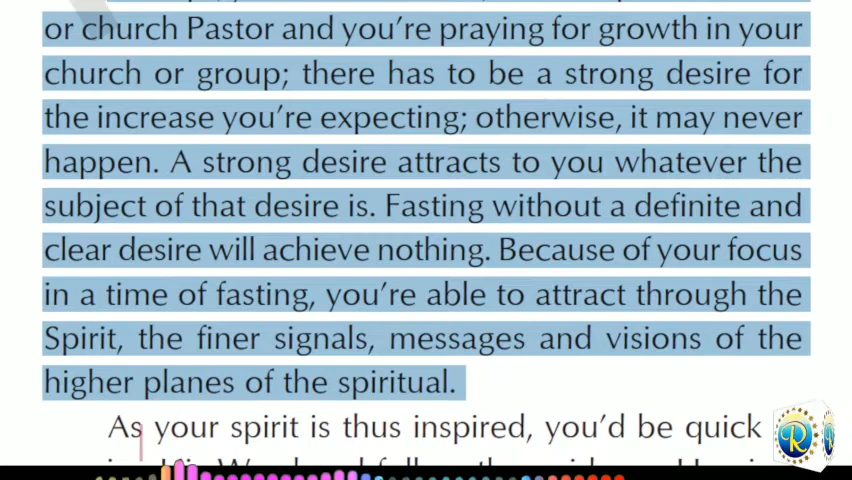 or church Pastor and you're praying for growth in your
church or group; there has to be a strong desire for
the increase you're expecting; otherwise, it may never
happen. A strong desire attracts to you whatever the
subject of that desire is. Fasting without a definite and
clear desire will achieve nothing. Because of your focus
in a time of fasting, you're able to attract through the
Spirit, the finer signals, messages and visions of the
higher planes of the spiritual.
As your spirit is thus inspired, you'd be quick
R